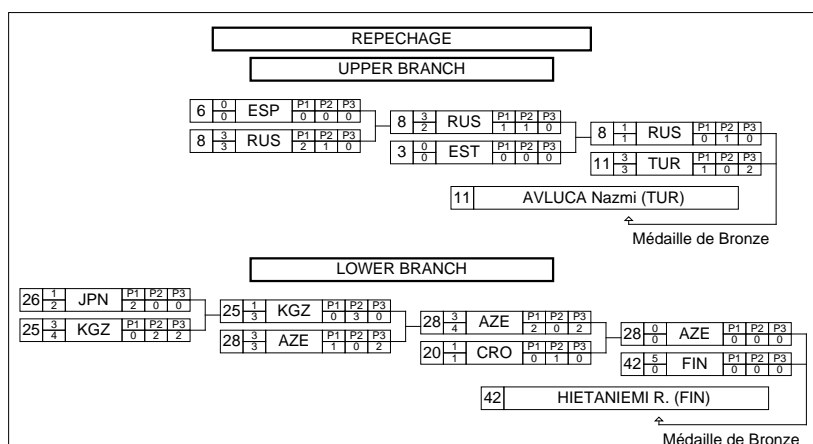 REPECHAGE
UPPER BRANCH
6 0 0 ESP P1 P2 P3 0 0 0
8 3 3 RUS P1 P2 P3 2 1 0
8 3 2 RUS P1 P2 P3 1 1 0
3 0 0 EST P1 P2 P3 0 0 0
8 1 1 RUS P1 P2 P3 0 1 0
11 3 3 TUR P1 P2 P3 1 0 2
11 AVLUCA Nazmi (TUR)
Médaille de Bronze
LOWER BRANCH
26 1 2 JPN P1 P2 P3 2 0 0
25 3 4 KGZ P1 P2 P3 0 2 2
25 1 3 KGZ P1 P2 P3 0 3 0
28 3 3 AZE P1 P2 P3 1 0 2
28 3 4 AZE P1 P2 P3 2 0 2
20 1 1 CRO P1 P2 P3 0 1 0
28 0 0 AZE P1 P2 P3 0 0 0
42 5 0 FIN P1 P2 P3 0 0 0
42 HIETANIEMI R. (FIN)
Médaille de Bronze